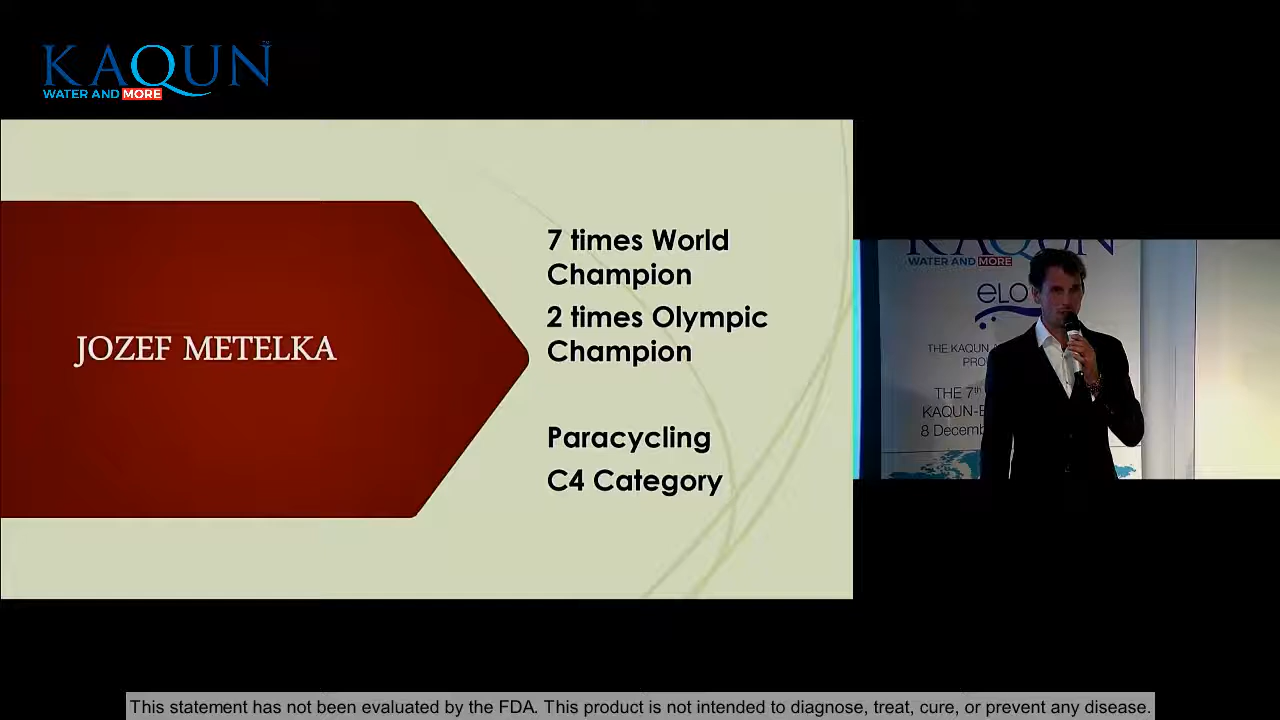 KAQUN
WATER AND MORE
JOZEF METELKA
7 times World
Champion
2 times Olympic
Champion
Paracycling
C4 Category
KAQUN
WATER AND MORE
eLO
THE KAQUN
PRO
THE 7th
KAQUN-E
8 Decemb
This statement has not been evaluated by the FDA. This product is not intended to diagnose, treat, cure, or prevent any disease.